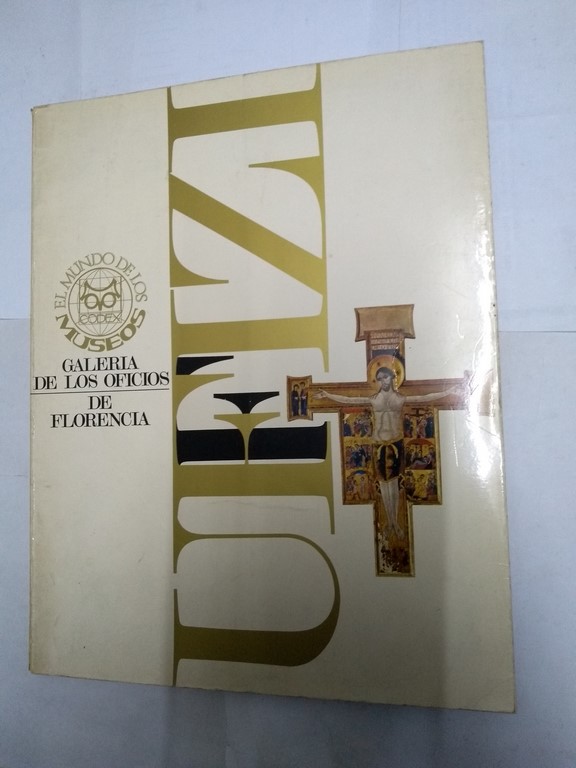 EL MUNDO DE LOS
MUSEOS
CODEX
GALERIA
DE LOS OFICIOS
DE
FLORENCIA
UFFIZI